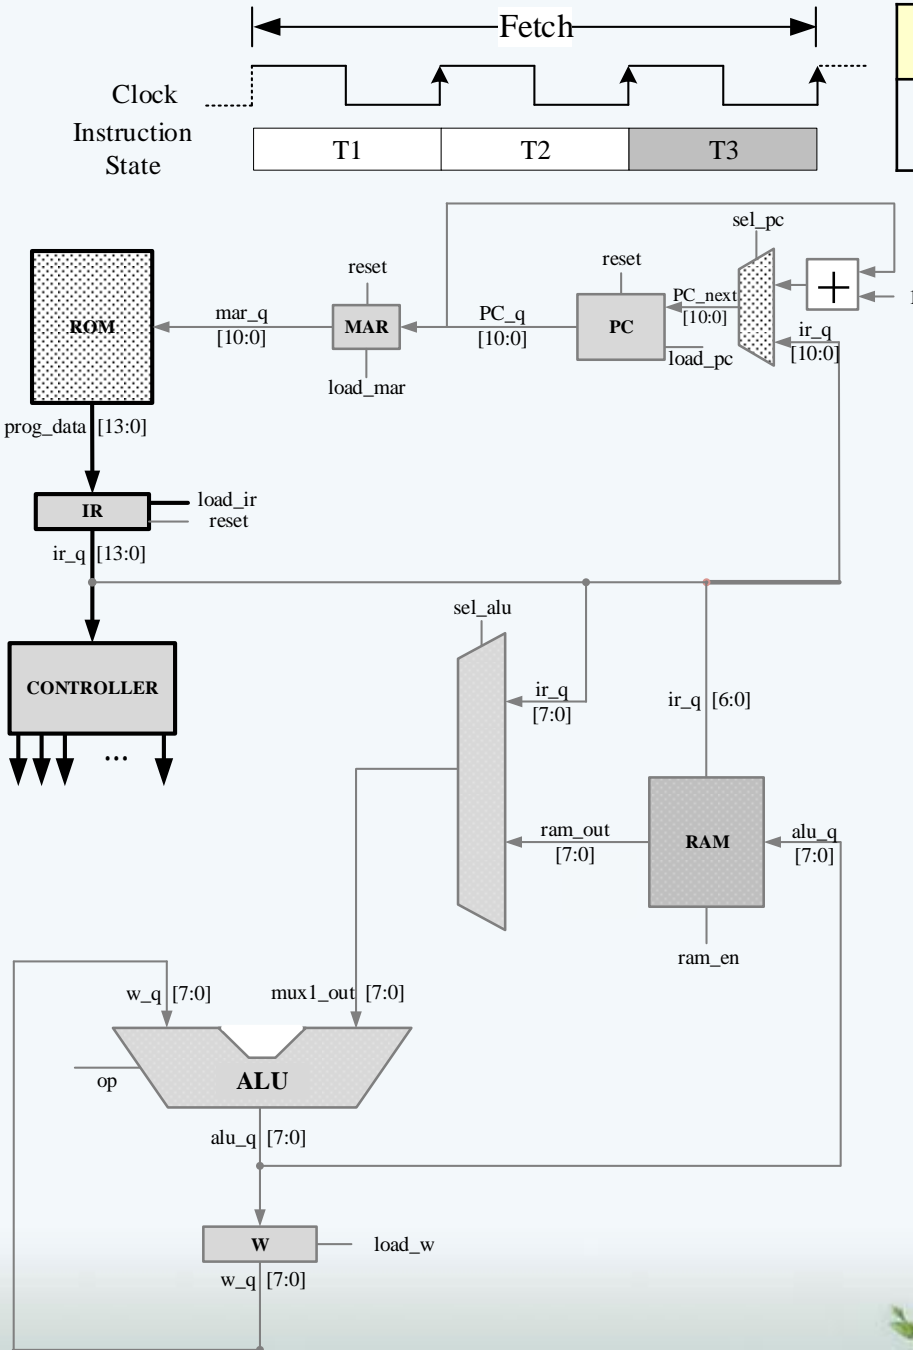 Fetch
Clock
Instruction
State
T1
T2
T3
sel_pc
reset
reset
ROM
mar_q
[10:0]
MAR
PC_q
[10:0]
PC
PC_next
[10:0]
ir_q
[10:0]
+
load_mar
load_pc
prog_data [13:0]
IR
load_ir
reset
ir_q [13:0]
sel_alu
CONTROLLER
ir_q
[7:0]
ir_q [6:0]
...
ram_out
[7:0]
RAM
alu_q
[7:0]
ram_en
w_q [7:0]
mux1_out [7:0]
op
ALU
alu_q [7:0]
W
load_w
w_q [7:0]